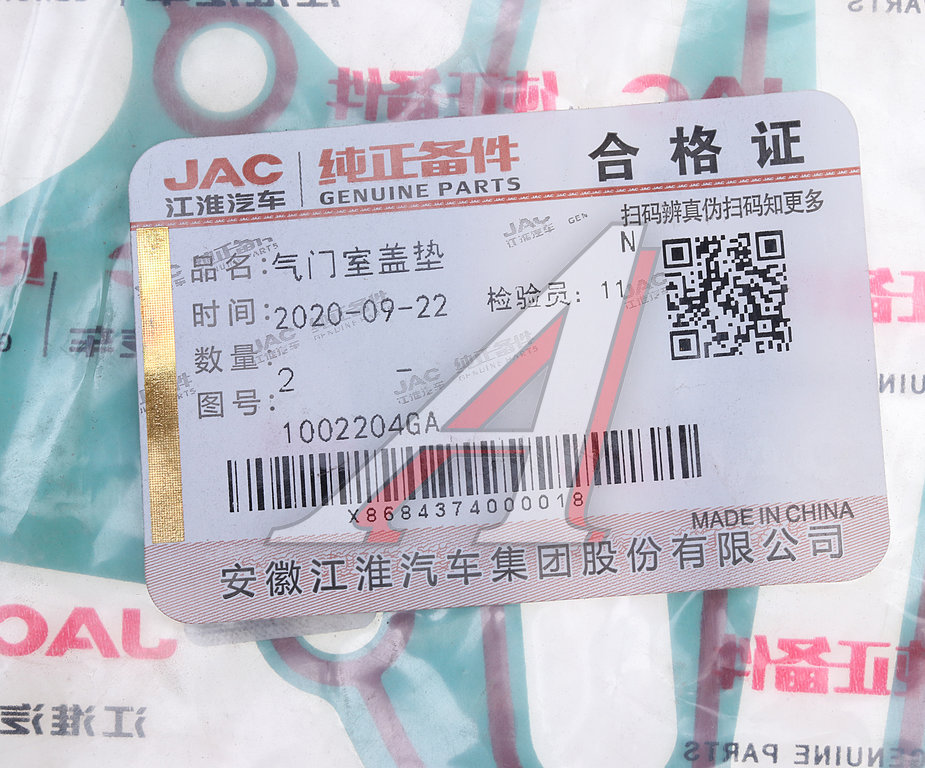 JAC 纯正备件 合格证
江淮汽车 GENUINE PARTS
扫码辨真伪扫码知更多
N
品名:气门室盖垫
时间:2020-09-22 检验员: 11
数量:2 -
图号:
1002204GA
X8684374000018
MADE IN CHINA
安徽江淮汽车集团股份有限公司
JAC
纯正备件
江淮汽车
GENUINE PARTS